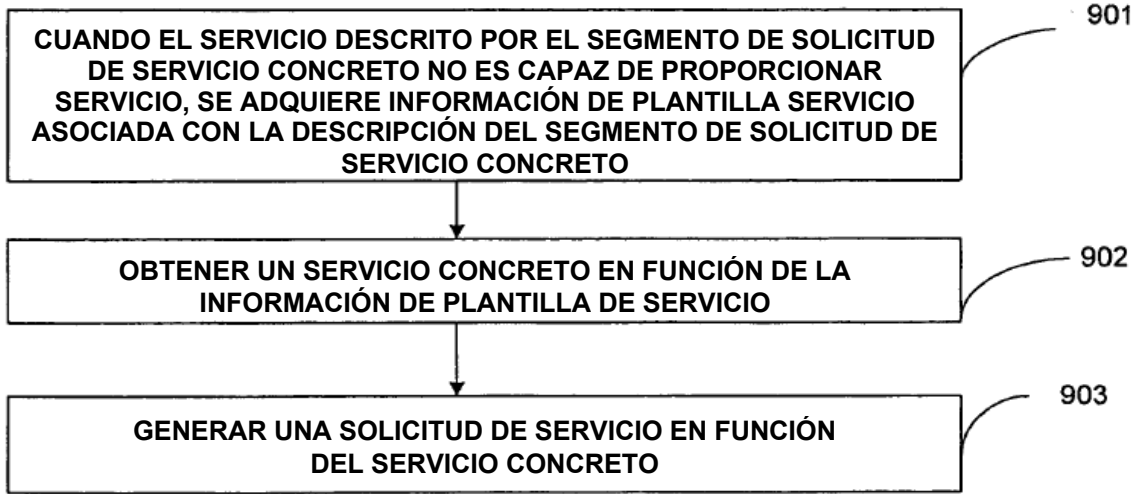 901
CUANDO EL SERVICIO DESCRITO POR EL SEGMENTO DE SOLICITUD
DE SERVICIO CONCRETO NO ES CAPAZ DE PROPORCIONAR
SERVICIO, SE ADQUIERE INFORMACIÓN DE PLANTILLA SERVICIO
ASOCIADA CON LA DESCRIPCIÓN DEL SEGMENTO DE SOLICITUD DE
SERVICIO CONCRETO
902
OBTENER UN SERVICIO CONCRETO EN FUNCIÓN DE LA
INFORMACIÓN DE PLANTILLA DE SERVICIO
903
GENERAR UNA SOLICITUD DE SERVICIO EN FUNCIÓN
DEL SERVICIO CONCRETO